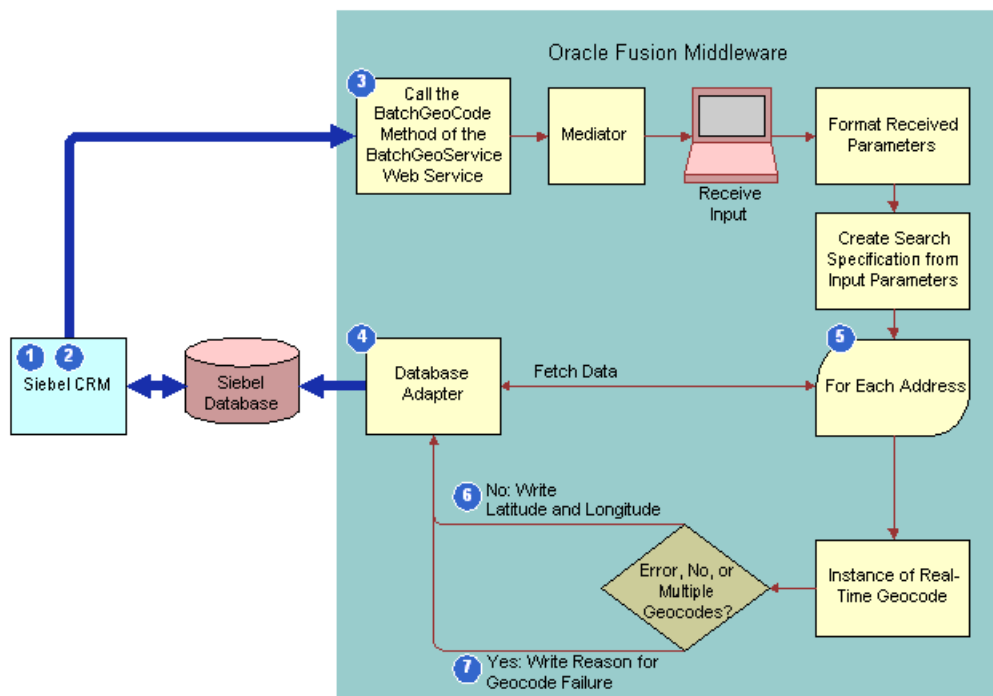 Oracle Fusion Middleware
3
Call the
BatchGeoCode
Method of the
BatchGeoService
Web Service
Mediator
Receive
Input
Format Received
Parameters
Create Search
Specification from
Input Parameters
1
2
Siebel CRM
Siebel
Database
4
Database
Adapter
Fetch Data
5
For Each Address
6
No: Write
Latitude and Longitude
Error, No, or
Multiple
Geocodes?
Instance of Real-
Time Geocode
7
Yes: Write Reason for
Geocode Failure